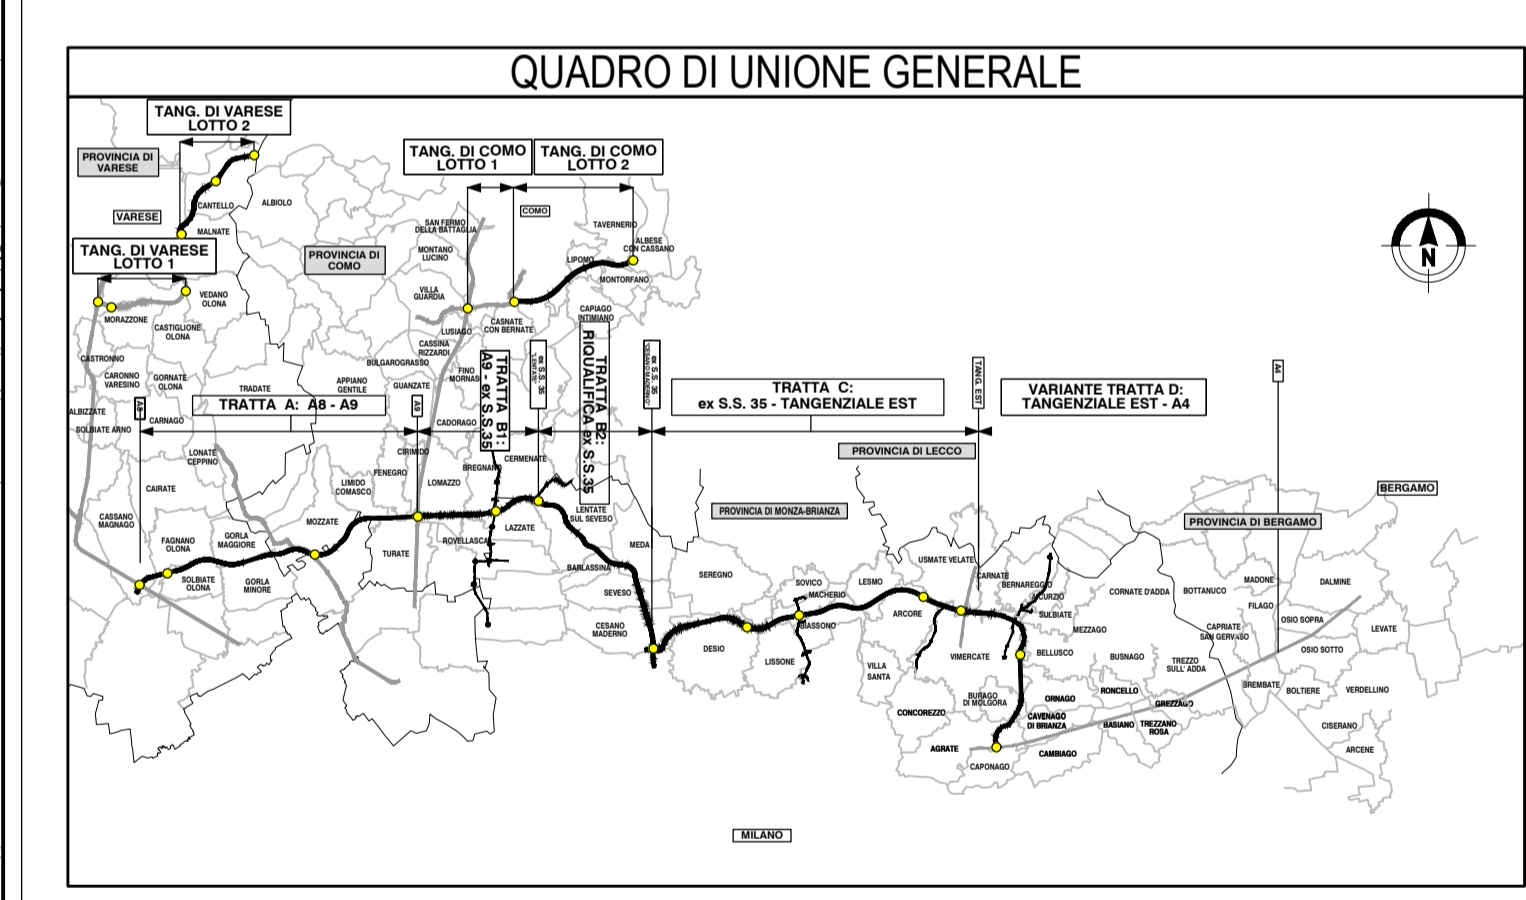 QUADRO DI UNIONE GENERALE
TANG. DI VARESE
LOTTO 2
PROVINCIA DI
VARESE
VARESE
CANTELLO
ALBIOLO
MALNATE
TANG. DI VARESE
LOTTO 1
PROVINCIA DI
COMO
TANG. DI COMO
LOTTO 1
TANG. DI COMO
LOTTO 2
COMO
SAN FERMO
DELLA BATTAGLIA
TAVERNERIO
ALBESE
CON CASSANO
MONTANO
LUCINO
LIPOMO
MONTORFANO
VILLA
GUARDIA
CAPIAGO
INTIMIANO
LUSIAGO
CASNATE
CON BERNATE
VEDANO
OLONA
MORAZZONE
CASTIGLIONE
OLONA
CASTRONNO
CARONNO
VARESINO
GORNATE
OLONA
TRADATE
APPIANO
GENTILE
BULGAROGRASSO
CASSINA
RIZZARDI
GUANZATE
FINO
MORNAS
TRATTA B1:
A9 - ex S.S.35
ex S.S. 35
"LENTATE"
TRATTA B2:
RIQUALIFICA ex S.S.35
ex S.S. 35
"CESANO MADERNO"
TRATTA C:
ex S.S. 35 - TANGENZIALE EST
TANG. EST
VARIANTE TRATTA D:
TANGENZIALE EST - A4
A4
ALBIZZATE
A8
TRATTA A: A8 - A9
A9
CARNAGO
SOLBIATE ARNO
CADORAGO
LONATE
CEPPINO
CIRIMIDO
FENEGRO
BREGNANO
CERMENATE
PROVINCIA DI LECCO
CAIRATE
LIMIDO
COMASCO
LOMAZZO
BERGAMO
CASSANO
MAGNAGO
MOZZATE
LAZZATE
LENTATE
SUL SEVESO
PROVINCIA DI MONZA-BRIANZA
PROVINCIA DI BERGAMO
FAGNANO
OLONA
GORLA
MAGGIORE
TURATE
ROVELLASCA
MEDA
SOLBIATE
OLONA
GORLA
MINORE
BARLASSINA
SEVESO
SEREGNO
SOVICO
MACHERIO
LESMO
USMATE VELATE
CARNATE
BERNAREGGIO
AICURZIO
SULBIATE
CORNATE D'ADDA
BOTTANUCO
MADONE
DALMINE
FILAGO
OSIO SOPRA
CESANO
MADERNO
BIASSONO
ARCORE
MEZZAGO
CAPRIATE
SAN GERVASO
LEVATE
DESIO
LISSONE
VILLA
SANTA
VIMERCATE
BELLUSCO
BUSNAGO
TREZZO
SULL' ADDA
OSIO SOTTO
BURAGO
DI MOLGORA
ORNAGO
RONCELLO
GREZZAGO
BREMBATE
BOLTIERE
VERDELLINO
CONCOREZZO
CAVENAGO
DI BRIANZA
BASIANO
TREZZANO
ROSA
CISERANO
AGRATE
CAPONAGO
CAMBIAGO
ARCENE
MILANO
N